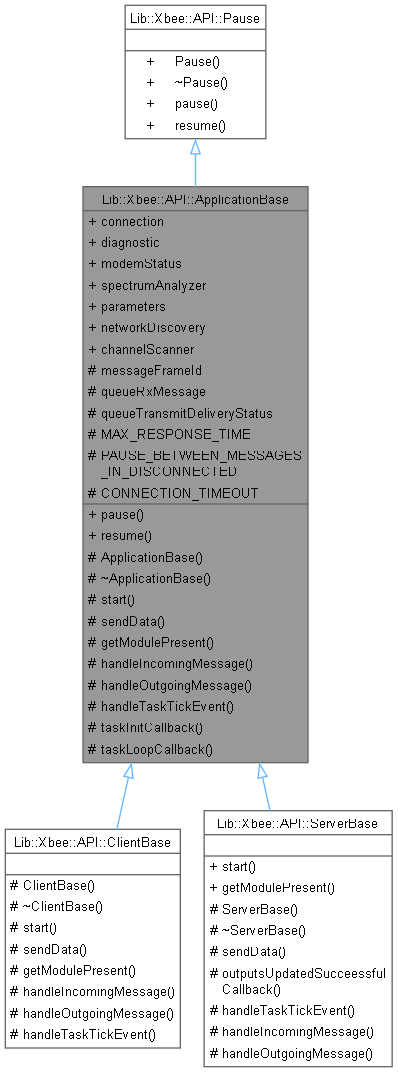 Lib::Xbee::API::Pause
+ Pause()
+ ~Pause()
+ pause()
+ resume()
Lib::Xbee::API::ApplicationBase
+ connection
+ diagnostic
+ modemStatus
+ spectrumAnalyzer
+ parameters
+ networkDiscovery
+ channelScanner
# messageFrameId
# queueRxMessage
# queueTransmitDeliveryStatus
# MAX_RESPONSE_TIME
# PAUSE_BETWEEN_MESSAGES
_IN_DISCONNECTED
# CONNECTION_TIMEOUT
+ pause()
+ resume()
# ApplicationBase()
# ~ApplicationBase()
# start()
# sendData()
# getModulePresent()
# handleIncomingMessage()
# handleOutgoingMessage()
# handleTaskTickEvent()
# taskInitCallback()
# taskLoopCallback()
Lib::Xbee::API::ClientBase
# ClientBase()
# ~ClientBase()
# start()
# sendData()
# getModulePresent()
# handleIncomingMessage()
# handleOutgoingMessage()
# handleTaskTickEvent()
Lib::Xbee::API::ServerBase
+ start()
+ getModulePresent()
# ServerBase()
# ~ServerBase()
# sendData()
# outputsUpdatedSucceessful
Callback()
# handleTaskTickEvent()
# handleIncomingMessage()
# handleOutgoingMessage()